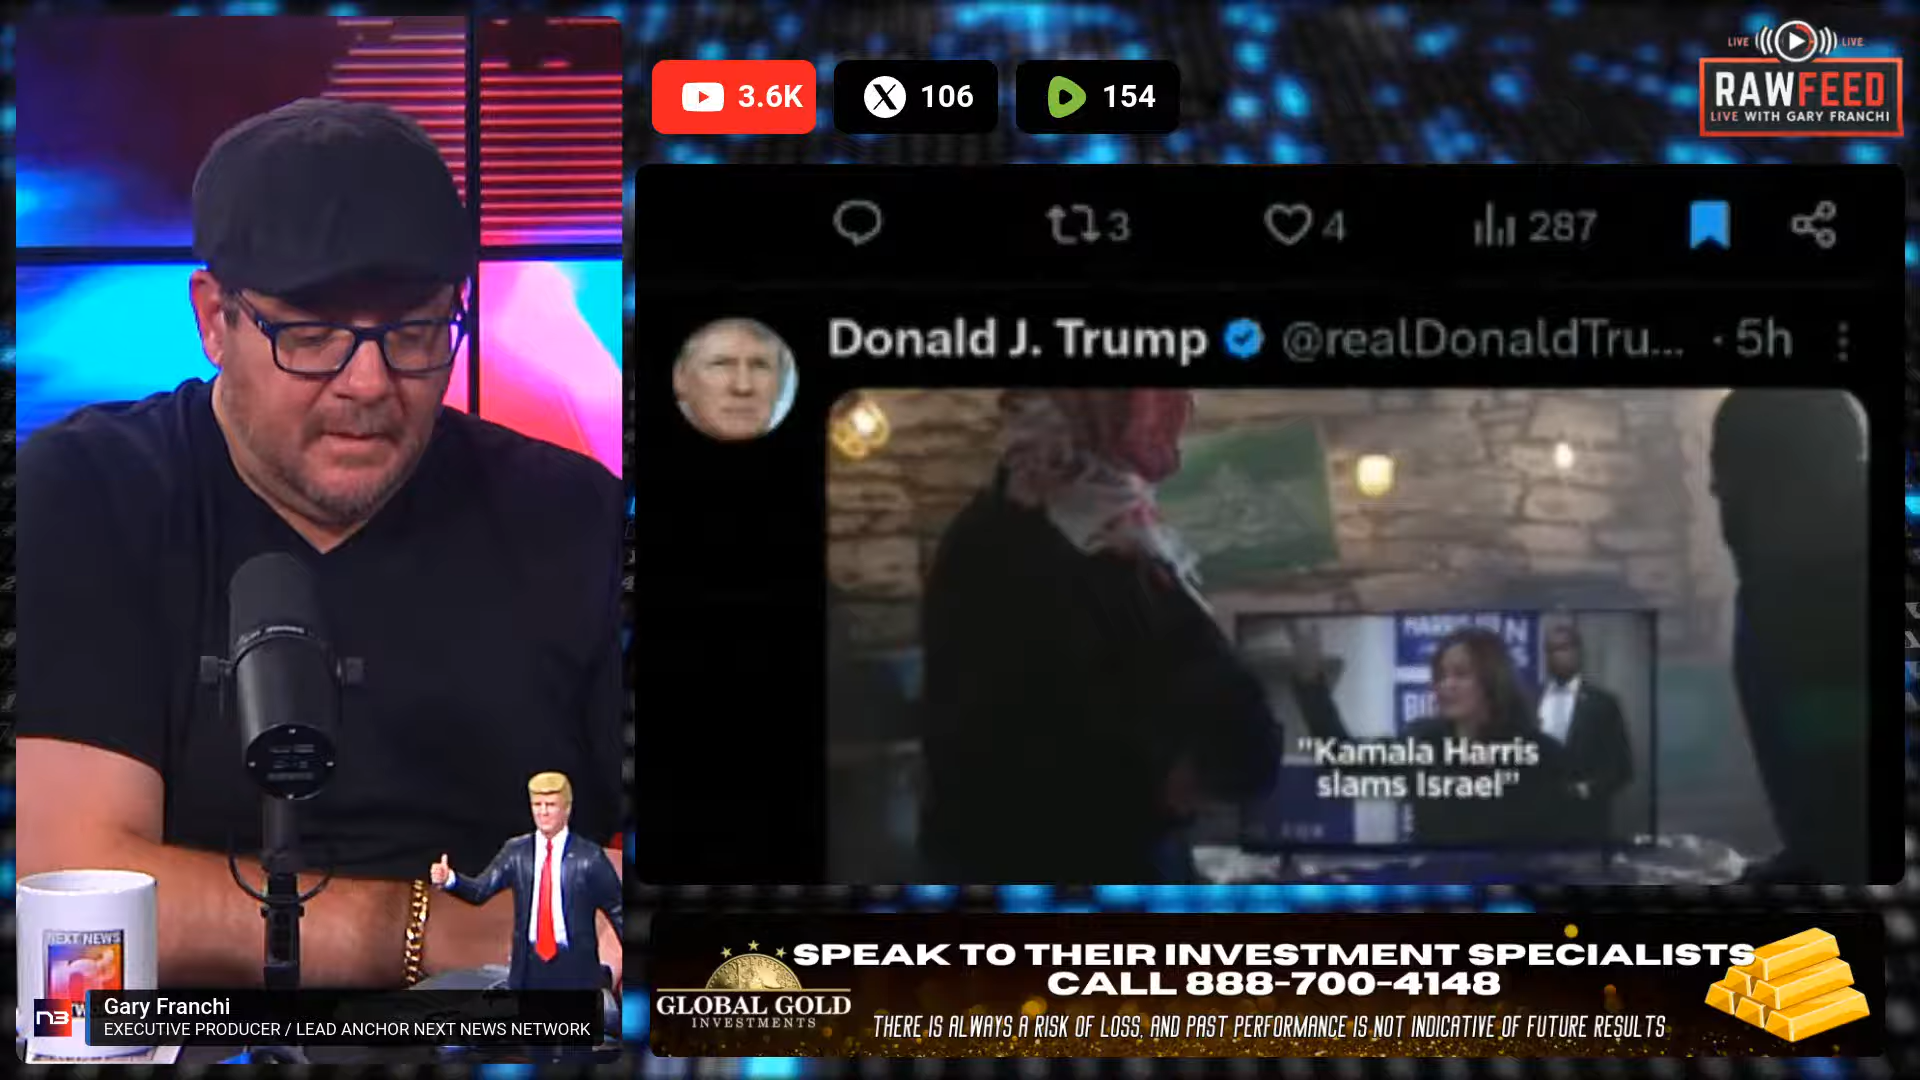 3.6K
106
154
LIVE
LIVE
RAWFEED
LIVE WITH GARY FRANCHI
3
4
287
Donald J. Trump @realDonaldTru... · 5h
"Kamala Harris
slams Israel"
NEXT NEWS
Gary Franchi
EXECUTIVE PRODUCER / LEAD ANCHOR NEXT NEWS NETWORK
GLOBAL GOLD
INVESTMENTS
SPEAK TO THEIR INVESTMENT SPECIALISTS
CALL 888-700-4148
THERE IS ALWAYS A RISK OF LOSS, AND PAST PERFORMANCE IS NOT INDICATIVE OF FUTURE RESULTS